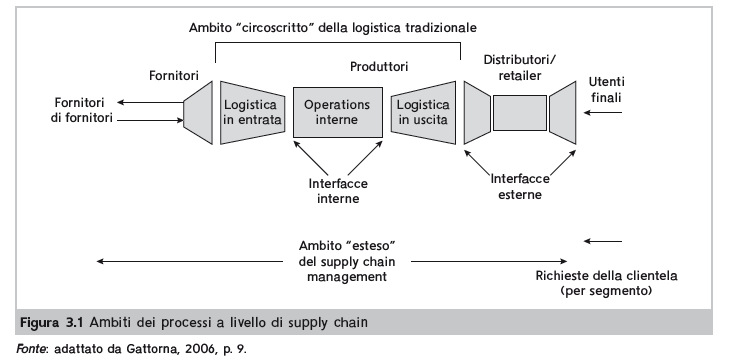 Ambito "circoscritto" della logistica tradizionale
Fornitori
Produttori
Distributori/
retailer
Utenti
finali
Fornitori
di fornitori
Logistica
in entrata
Operations
interne
Logistica
in uscita
Interfacce
interne
Interfacce
esterne
Ambito "esteso"
del supply chain
management
Richieste della clientela
(per segmento)
Figura 3.1 Ambiti dei processi a livello di supply chain
Fonte: adattato da Gattorna, 2006, p. 9.